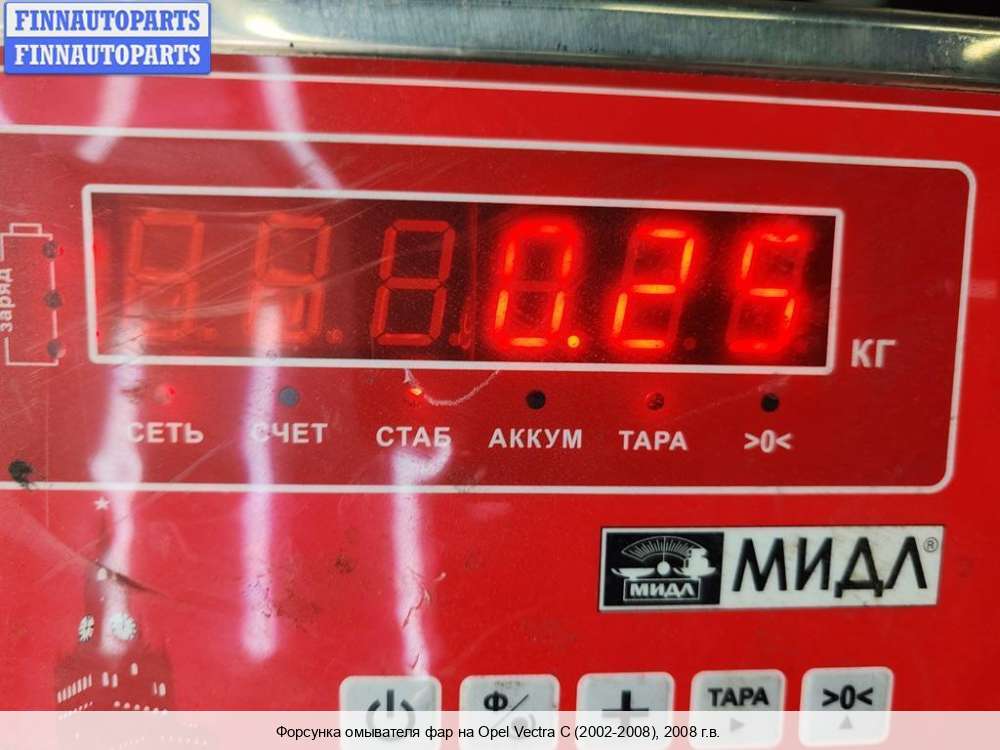 FINNAUTOPARTS
FINNAUTOPARTS
0.25
КГ
заряд
СЕТЬ СЧЕТ СТАБ АККУМ ТАРА >0<
МИДЛ МИДЛ®
Ф + ТАРА >0<
Форсунка омывателя фар на Opel Vectra C (2002-2008), 2008 г.в.